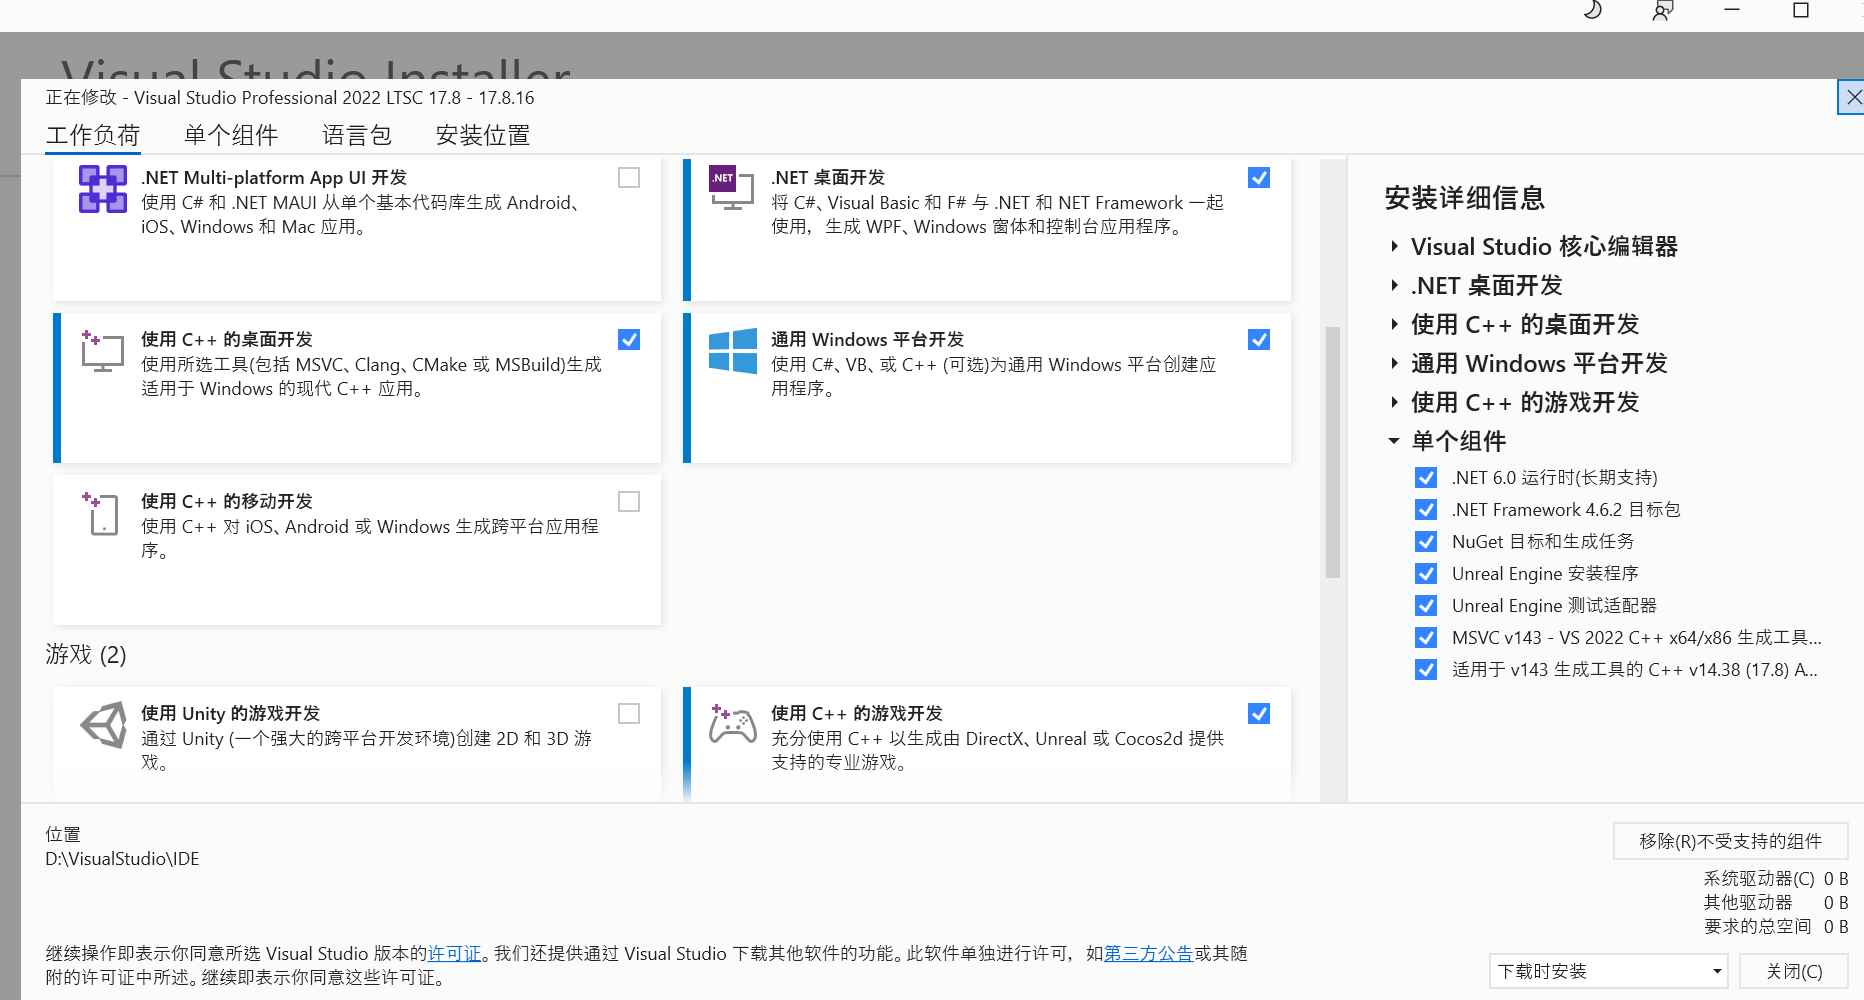 Visual Studio Installer
正在修改 - Visual Studio Professional 2022 LTSC 17.8 - 17.8.16
工作负荷 单个组件 语言包 安装位置
.NET Multi-platform App UI 开发
使用 C# 和 .NET MAUI 从单个基本代码库生成 Android、
iOS、Windows 和 Mac 应用。
.NET
.NET 桌面开发
将 C#、Visual Basic 和 F# 与 .NET 和 NET Framework 一起
使用，生成 WPF、Windows 窗体和控制台应用程序。
使用 C++ 的桌面开发
使用所选工具(包括 MSVC、Clang、CMake 或 MSBuild)生成
适用于 Windows 的现代 C++ 应用。
通用 Windows 平台开发
使用 C#、VB、或 C++ (可选)为通用 Windows 平台创建应
用程序。
使用 C++ 的移动开发
使用 C++ 对 iOS、Android 或 Windows 生成跨平台应用程
序。
游戏 (2)
使用 Unity 的游戏开发
通过 Unity (一个强大的跨平台开发环境)创建 2D 和 3D 游
戏。
使用 C++ 的游戏开发
充分使用 C++ 以生成由 DirectX、Unreal 或 Cocos2d 提供
支持的专业游戏。
安装详细信息
Visual Studio 核心编辑器
.NET 桌面开发
使用 C++ 的桌面开发
通用 Windows 平台开发
使用 C++ 的游戏开发
单个组件
.NET 6.0 运行时(长期支持)
.NET Framework 4.6.2 目标包
NuGet 目标和生成任务
Unreal Engine 安装程序
Unreal Engine 测试适配器
MSVC v143 - VS 2022 C++ x64/x86 生成工具...
适用于 v143 生成工具的 C++ v14.38 (17.8) A...
位置
D:\VisualStudio\IDE
移除(R)不受支持的组件
系统驱动器(C) 0 B
其他驱动器 0 B
要求的总空间 0 B
继续操作即表示你同意所选 Visual Studio 版本的许可证。我们还提供通过 Visual Studio 下载其他软件的功能。此软件单独进行许可，如第三方公告或其随
附的许可证中所述。继续即表示你同意这些许可证。
下载时安装
关闭(C)